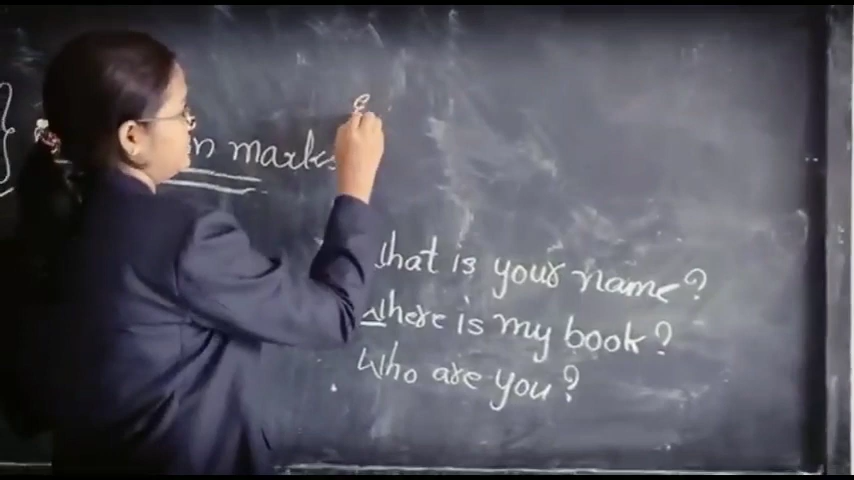 n marks
What is your name?
Where is my book?
Who are you?